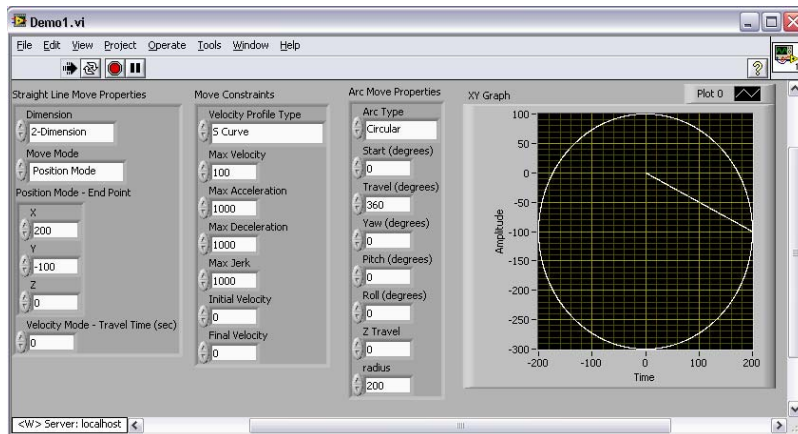 Demo1.vi
File Edit View Project Operate Tools Window Help
Straight Line Move Properties
Dimension
2-Dimension
Move Mode
Position Mode
Position Mode - End Point
X
200
Y
-100
Z
0
Velocity Mode - Travel Time (sec)
0
Move Constraints
Velocity Profile Type
S Curve
Max Velocity
100
Max Acceleration
1000
Max Deceleration
1000
Max Jerk
1000
Initial Velocity
0
Final Velocity
0
Arc Move Properties
Arc Type
Circular
Start (degrees)
0
Travel (degrees)
360
Yaw (degrees)
0
Pitch (degrees)
0
Roll (degrees)
0
Z Travel
0
radius
200
XY Graph
Plot 0
Amplitude
100
50
0
-50
-100
-150
-200
-250
-300
-200 -100 0 100 200
Time
<W> Server: localhost